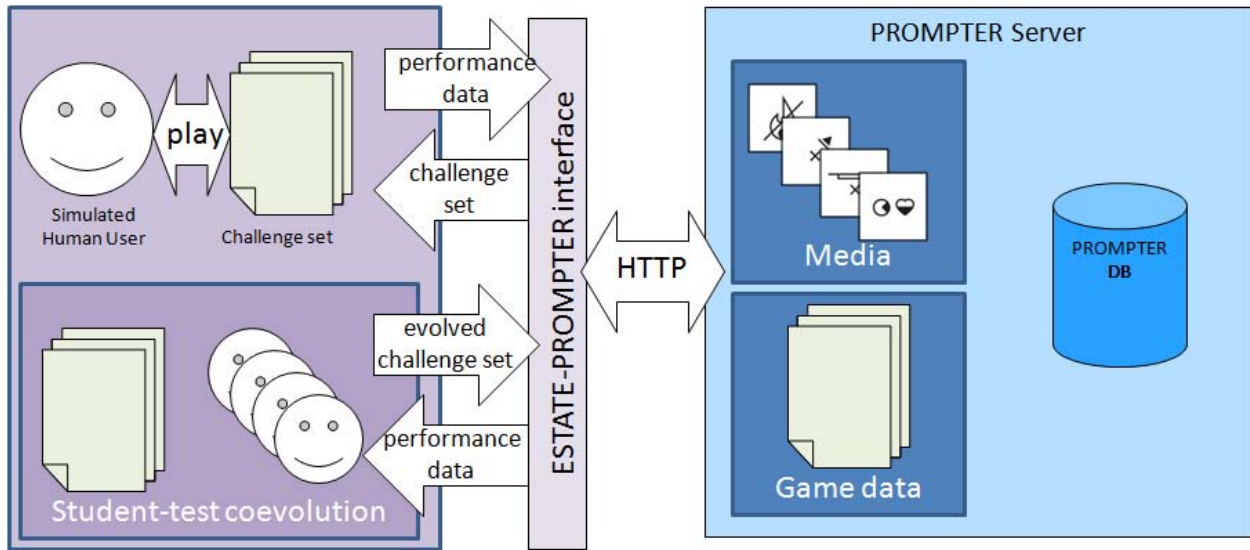 play
Simulated
Human User
Challenge set
performance
data
challenge
set
Student-test coevolution
evolved
challenge set
performance
data
ESTATE-PROMPTER interface
HTTP
PROMPTER Server
Media
Game data
PROMPTER
DB